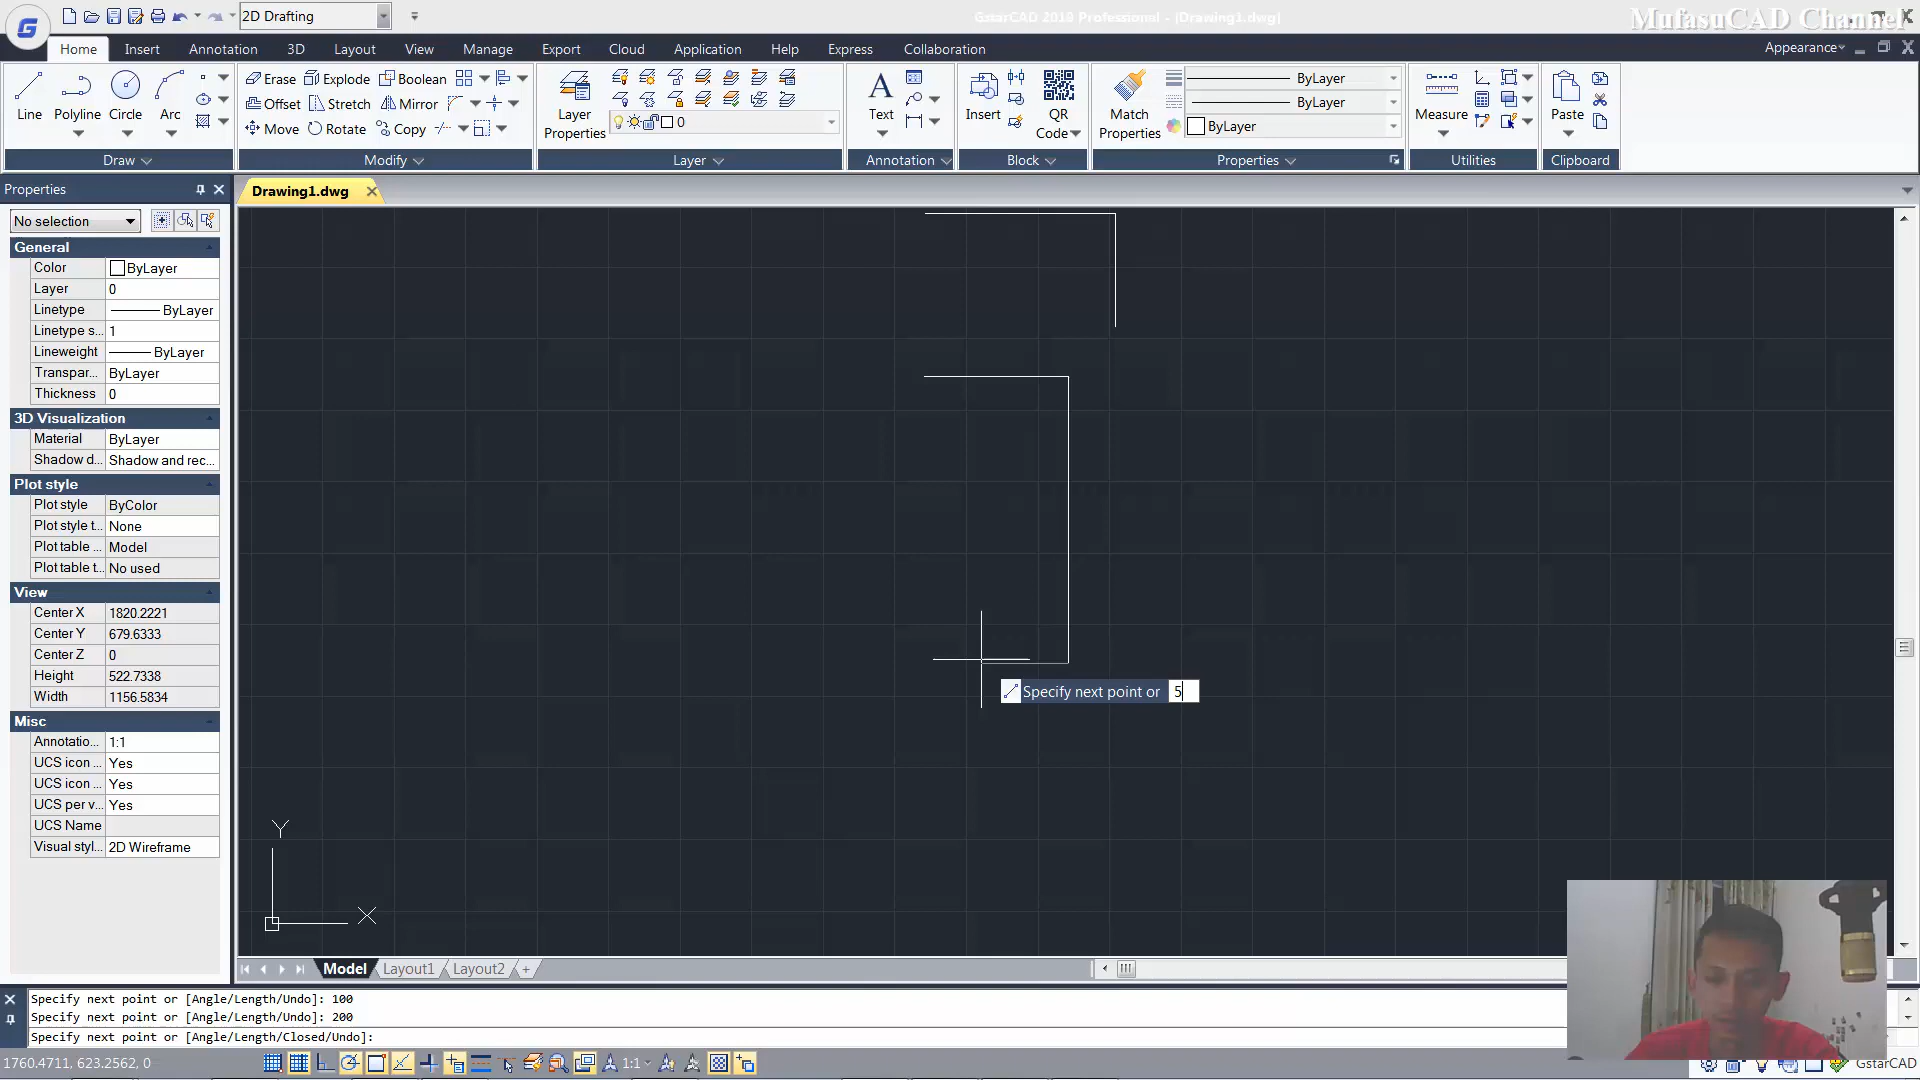 2D Drafting
GstarCAD 2019 Professional - [Drawing1.dwg]
MufasuCAD Channel
Home Insert Annotation 3D Layout View Manage Export Cloud Application Help Express Collaboration
Appearance
Line Polyline Circle Arc
Draw
Erase Explode Boolean
Offset Stretch Mirror
Move Rotate Copy
Modify
Layer Properties
0
Layer
Text
Annotation
Insert
QR Code
Block
Match Properties
ByLayer
ByLayer
ByLayer
Properties
Measure
Utilities
Paste
Clipboard
Properties
Drawing1.dwg
No selection
General
Color ByLayer
Layer 0
Linetype ByLayer
Linetype s... 1
Lineweight ByLayer
Transpar... ByLayer
Thickness 0
3D Visualization
Material ByLayer
Shadow d... Shadow and rec...
Plot style
Plot style ByColor
Plot style t... None
Plot table ... Model
Plot table t... No used
View
Center X 1820.2221
Center Y 679.6333
Center Z 0
Height 522.7338
Width 1156.5834
Misc
Annotatio... 1:1
UCS icon ... Yes
UCS icon ... Yes
UCS per v... Yes
UCS Name
Visual styl... 2D Wireframe
Specify next point or 5
Y
X
Model Layout1 Layout2 +
Specify next point or [Angle/Length/Undo]: 100
Specify next point or [Angle/Length/Undo]: 200
Specify next point or [Angle/Length/Closed/Undo]:
1760.4711, 623.2562, 0
1:1
GstarCAD